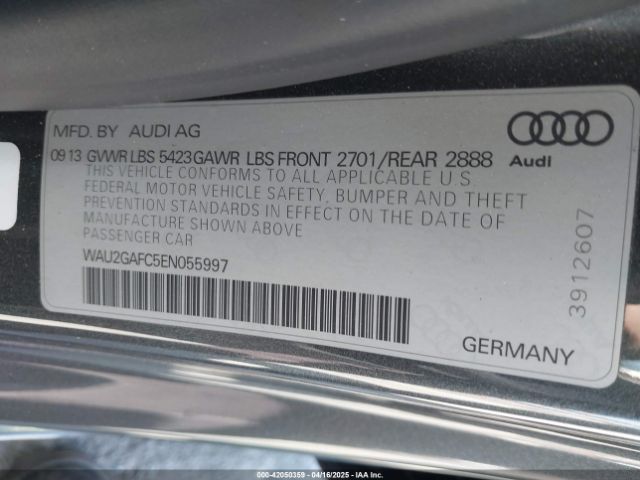 MFD. BY AUDI AG
09 13 GVWR LBS 5423 GAWR LBS FRONT 2701/REAR 2888
Audi
THIS VEHICLE CONFORMS TO ALL APPLICABLE U.S.
FEDERAL MOTOR VEHICLE SAFETY, BUMPER AND THEFT
PREVENTION STANDARDS IN EFFECT ON THE DATE OF
MANUFACTURE SHOWN ABOVE
PASSENGER CAR
WAU2GAFC5EN055997
3912607
GERMANY
000-42050359 - 04/16/2025 - IAA Inc.